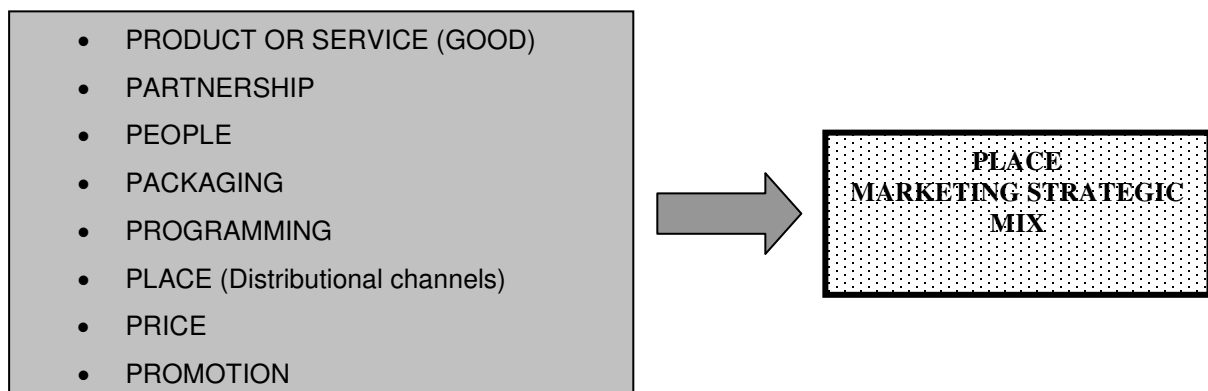 • PRODUCT OR SERVICE (GOOD)
• PARTNERSHIP
• PEOPLE
• PACKAGING
• PROGRAMMING
• PLACE (Distributional channels)
• PRICE
• PROMOTION
PLACE
MARKETING STRATEGIC
MIX